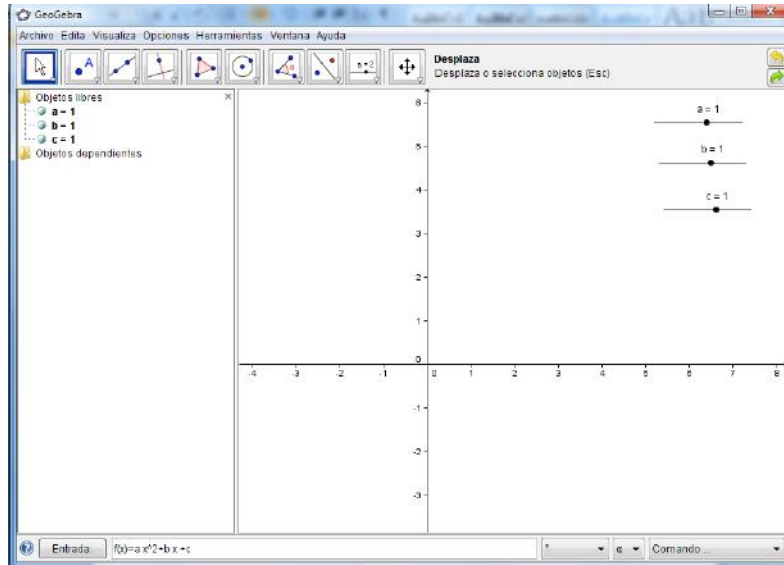 GeoGebra
Archivo Edita Visualiza Opciones Herramientas Ventana Ayuda
A
α
a=2
Desplaza
Desplaza o selecciona objetos (Esc)
Objetos libres
a = 1
b = 1
c = 1
Objetos dependientes
a = 1
b = 1
c = 1
6
5
4
3
2
1
0
-4 -3 -2 -1 0 1 2 3 4 5 6 7 8
-1
-2
-3
Entrada: f(x)=a x^2+b x +c ° α Comando ...